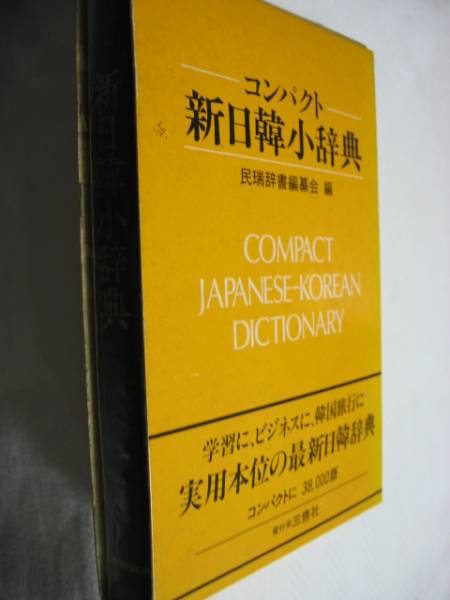 コンパクト
新日韓小辞典
民瑞辞書編纂会 編
COMPACT
JAPANESE-KOREAN
DICTIONARY
学習に、ビジネスに、韓国旅行に
実用本位の最新日韓辞典
コンパクトに 38,000語
発行所 三修社
新日韓小辞典